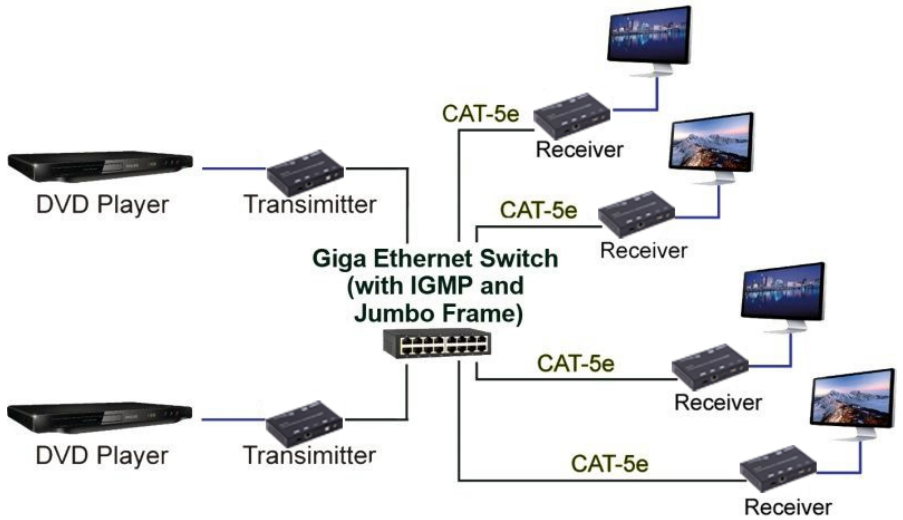 CAT-5e
Receiver
DVD Player
Transimitter
CAT-5e
Receiver
Giga Ethernet Switch
(with IGMP and
Jumbo Frame)
CAT-5e
Receiver
DVD Player
Transimitter
CAT-5e
Receiver